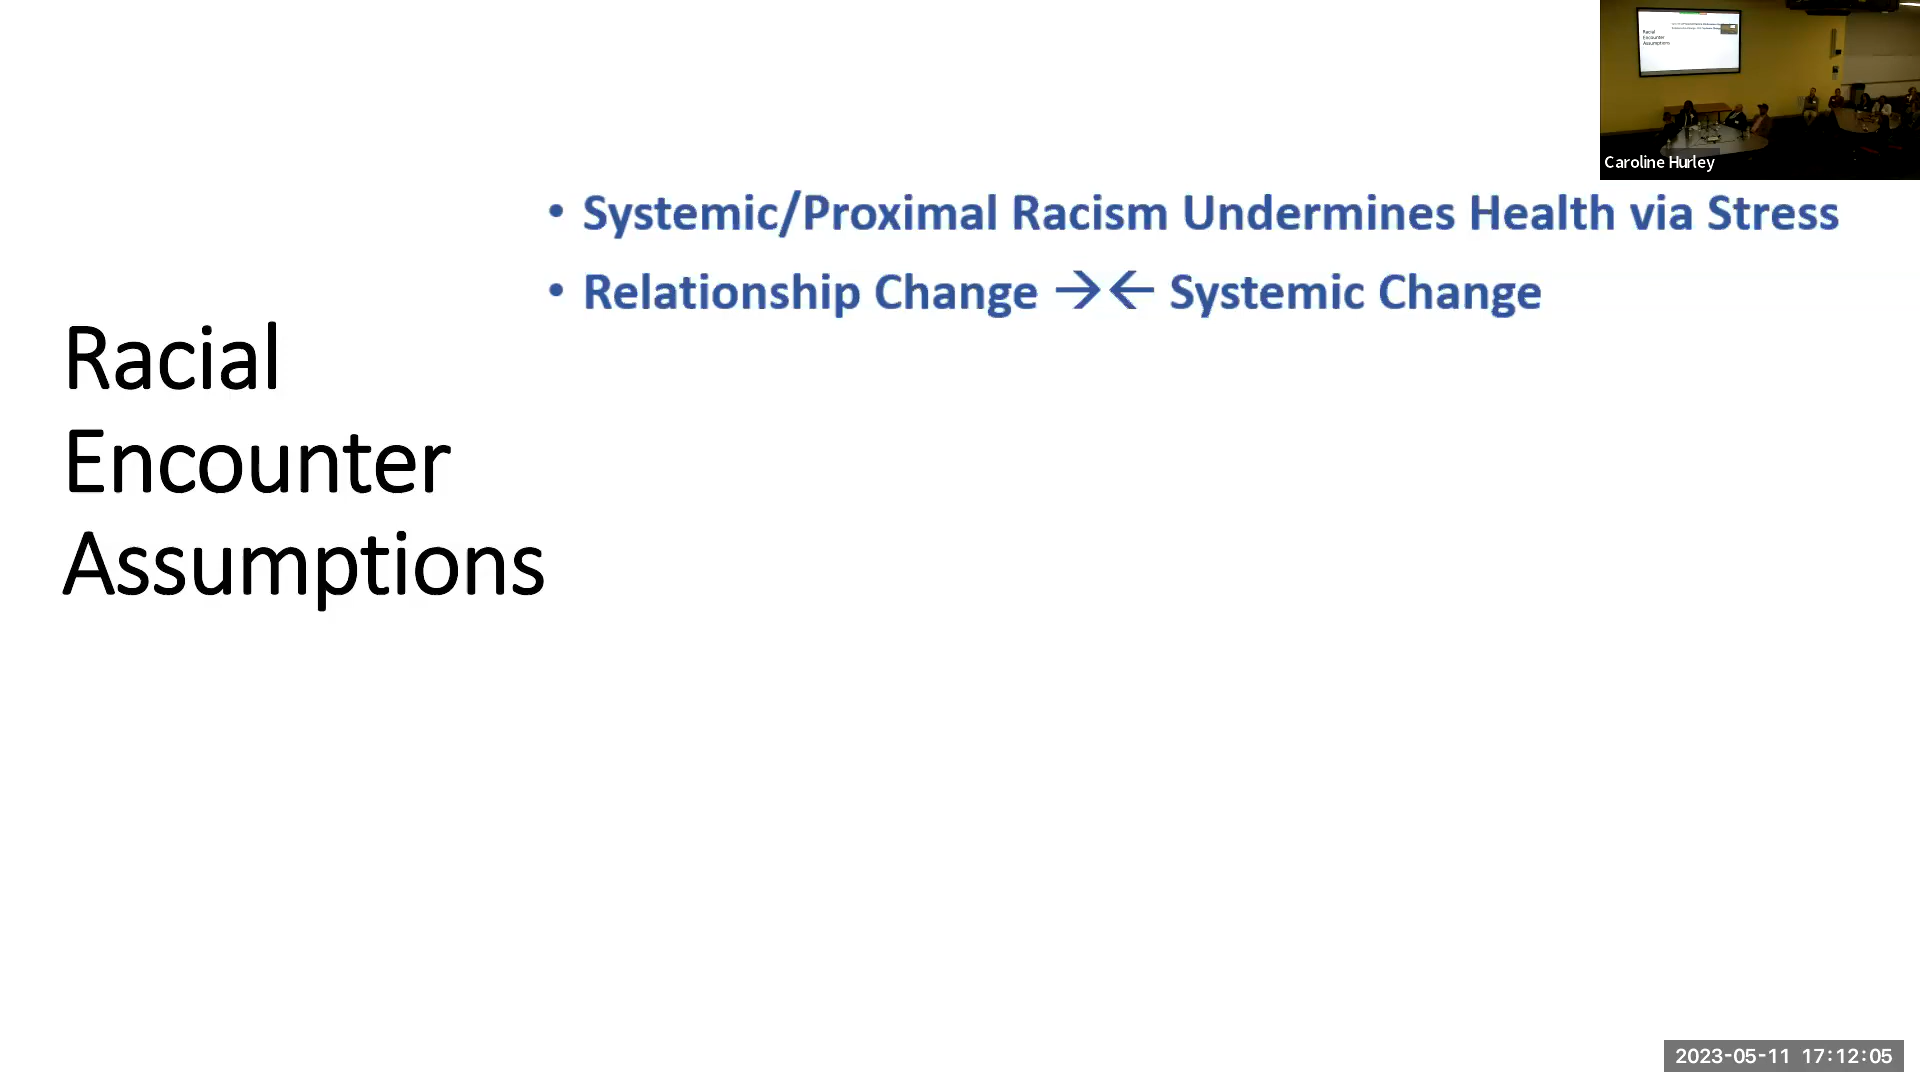 Caroline Hurley
• Systemic/Proximal Racism Undermines Health via Stress
• Relationship Change →← Systemic Change
Racial
Encounter
Assumptions
2023-05-11 17:12:05